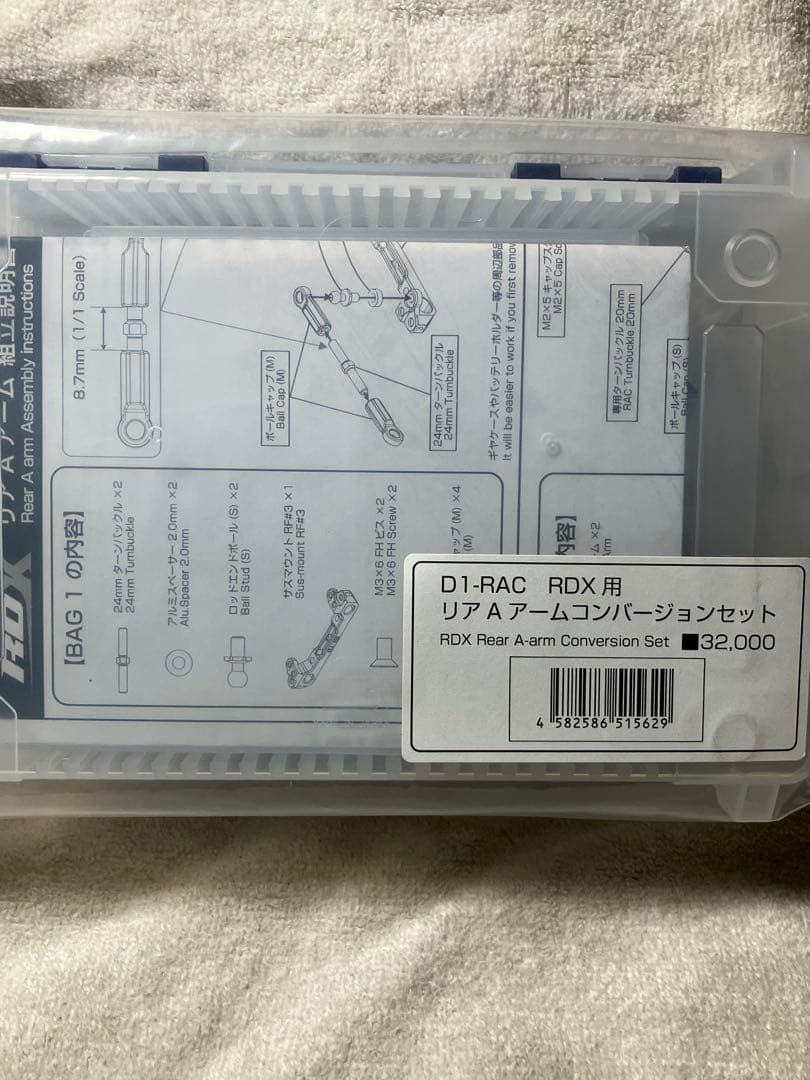 RDX リア A アーム 組立説明
Rear A arm Assembly instructions
8.7mm (1/1 Scale)
ボールキャップ (M)
Ball Cap (M)
24mm ターンバックル
24mm Turnbuckle
ギヤケースやバッテリーホルダー等の周辺部
It will be easier to work if you first remov
M2×5 キャップス
M2×5 Cap Sc
専用ターンバックル 20mm
RAC Turnbuckle 20mm
ボールキャップ (S)
【BAG 1 の内容】
24mm ターンバックル ×2
24mm Turnbuckle
アルミスペーサー 2.0mm ×2
Alu.Spacer 2.0mm
ロッドエンドボール (S) ×2
Ball Stud (S)
サスマウント RF#3 ×1
Sus-mount RF#3
M3×6 FH ビス ×2
M3×6 FH Screw ×2
ャップ (M) ×4
(M)
内容】
ム ×2
Arm
D1-RAC RDX 用
リア A アームコンバージョンセット
RDX Rear A-arm Conversion Set ■32,000
4 582586 515629